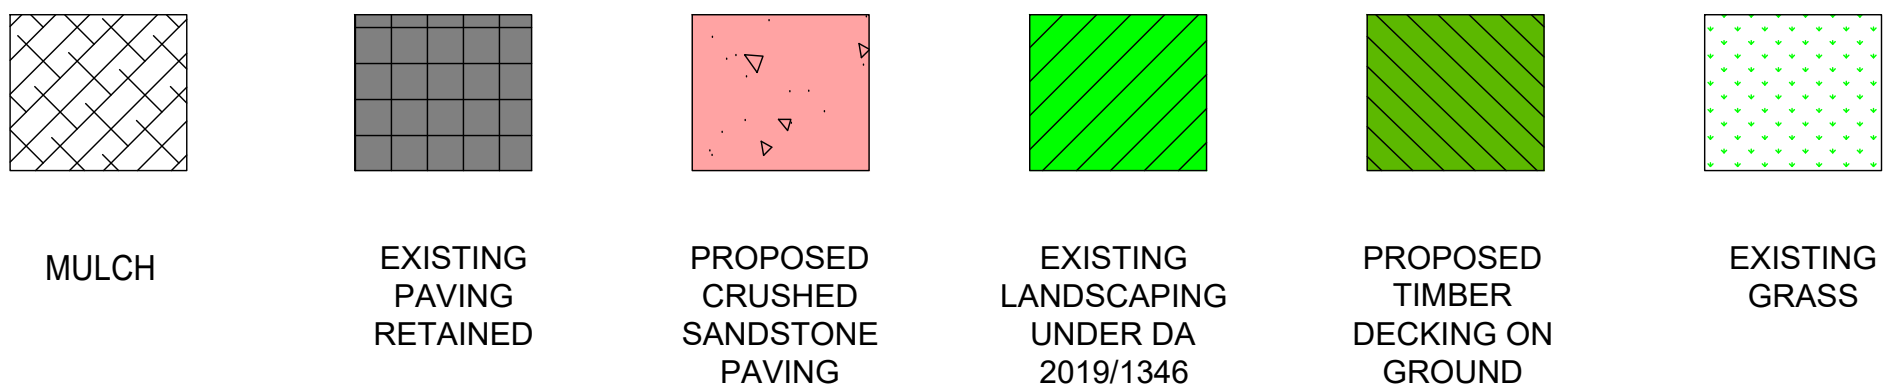 MULCH
EXISTING
PAVING
RETAINED
PROPOSED
CRUSHED
SANDSTONE
PAVING
EXISTING
LANDSCAPING
UNDER DA
2019/1346
PROPOSED
TIMBER
DECKING ON
GROUND
EXISTING
GRASS